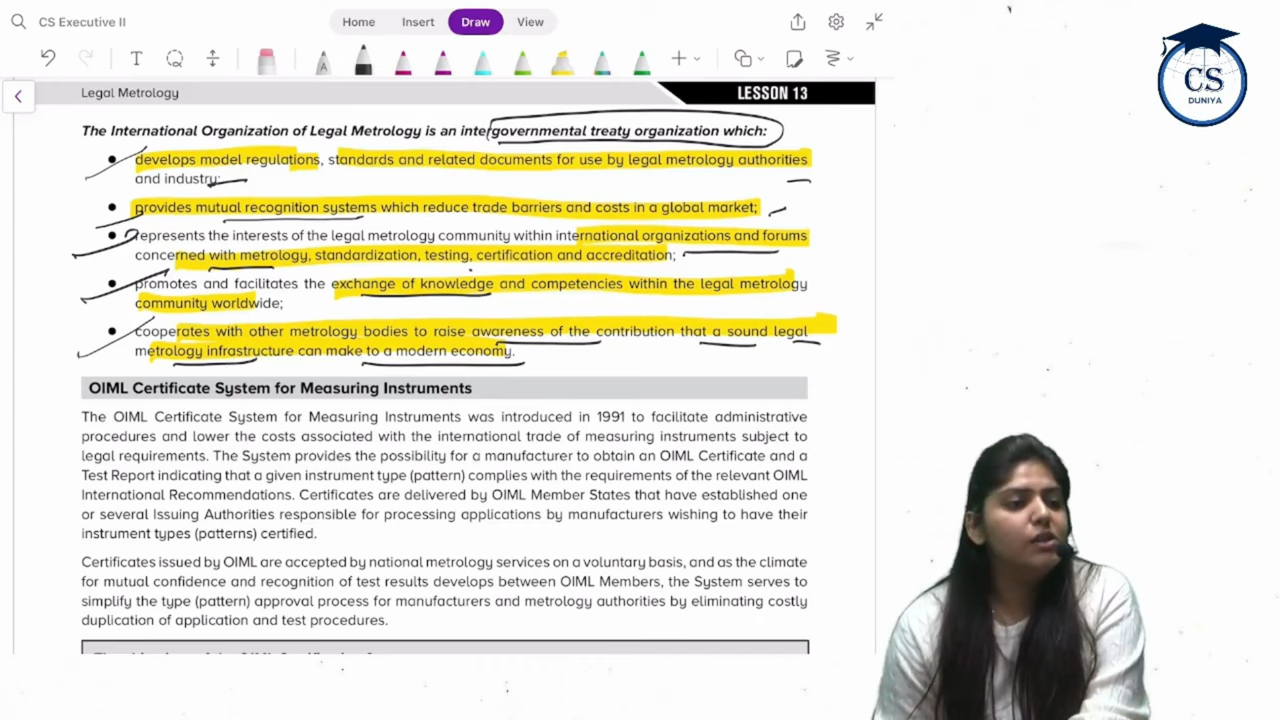 CS Executive II
Home Insert Draw View
CS
DUNIYA
Legal Metrology
LESSON 13
The International Organization of Legal Metrology is an intergovernmental treaty organization which:
develops model regulations, standards and related documents for use by legal metrology authorities
and industry;
provides mutual recognition systems which reduce trade barriers and costs in a global market;
represents the interests of the legal metrology community within international organizations and forums
concerned with metrology, standardization, testing, certification and accreditation;
promotes and facilitates the exchange of knowledge and competencies within the legal metrology
community worldwide;
cooperates with other metrology bodies to raise awareness of the contribution that a sound legal
metrology infrastructure can make to a modern economy.
OIML Certificate System for Measuring Instruments
The OIML Certificate System for Measuring Instruments was introduced in 1991 to facilitate administrative
procedures and lower the costs associated with the international trade of measuring instruments subject to
legal requirements. The System provides the possibility for a manufacturer to obtain an OIML Certificate and a
Test Report indicating that a given instrument type (pattern) complies with the requirements of the relevant OIML
International Recommendations. Certificates are delivered by OIML Member States that have established one
or several Issuing Authorities responsible for processing applications by manufacturers wishing to have their
instrument types (patterns) certified.
Certificates issued by OIML are accepted by national metrology services on a voluntary basis, and as the climate
for mutual confidence and recognition of test results develops between OIML Members, the System serves to
simplify the type (pattern) approval process for manufacturers and metrology authorities by eliminating costly
duplication of application and test procedures.